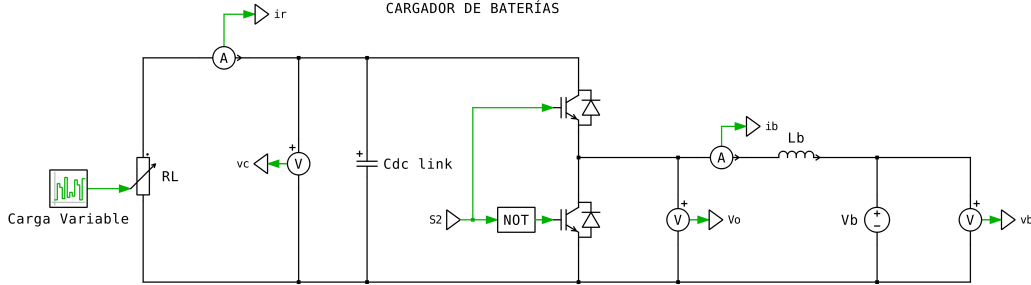 CARGADOR DE BATERÍAS
ir
A
vc
V
Cdc link
RL
Carga Variable
S2
NOT
A
ib
Lb
V
Vo
Vb
V
vb